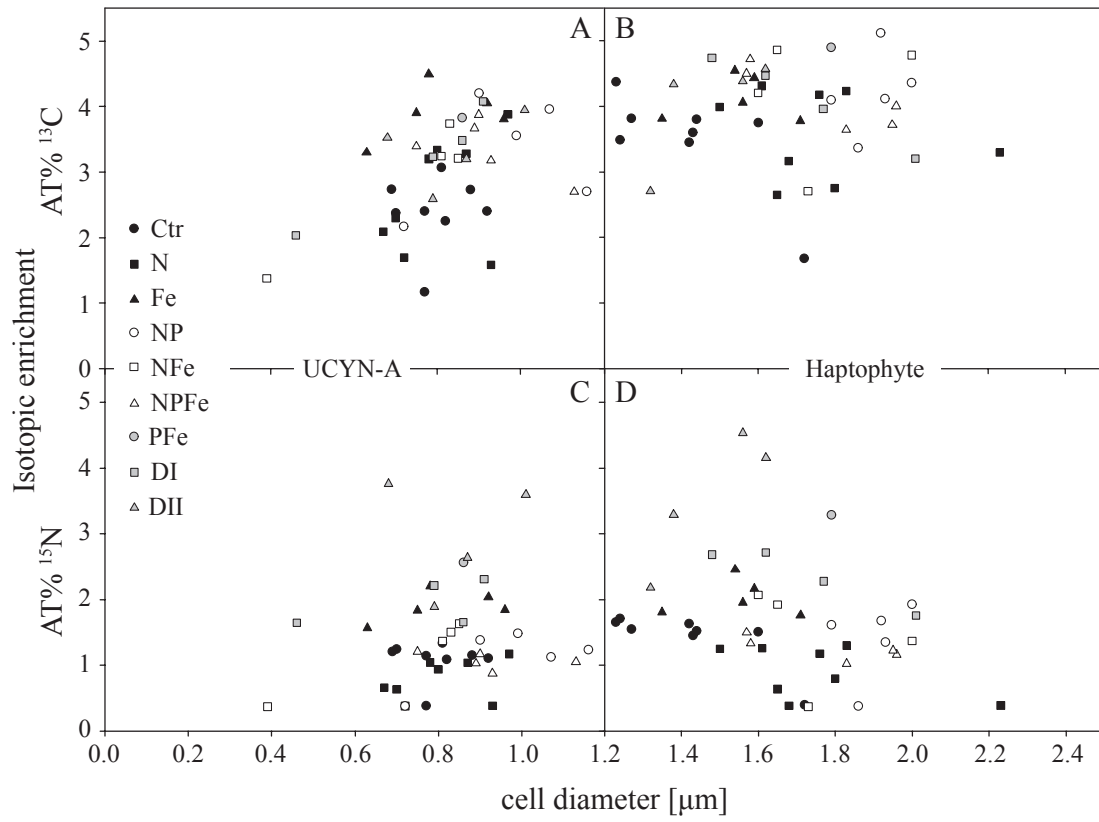 A B
5
4
3
2
1
0
AT% ¹³C
Isotopic enrichment
AT% ¹⁵N
Ctr
N
Fe
NP
NFe
NPFe
PFe
DI
DII
UCYN-A
Haptophyte
C D
5
4
3
2
1
0
0.0 0.2 0.4 0.6 0.8 1.0 1.2 1.4 1.6 1.8 2.0 2.2 2.4
cell diameter [μm]